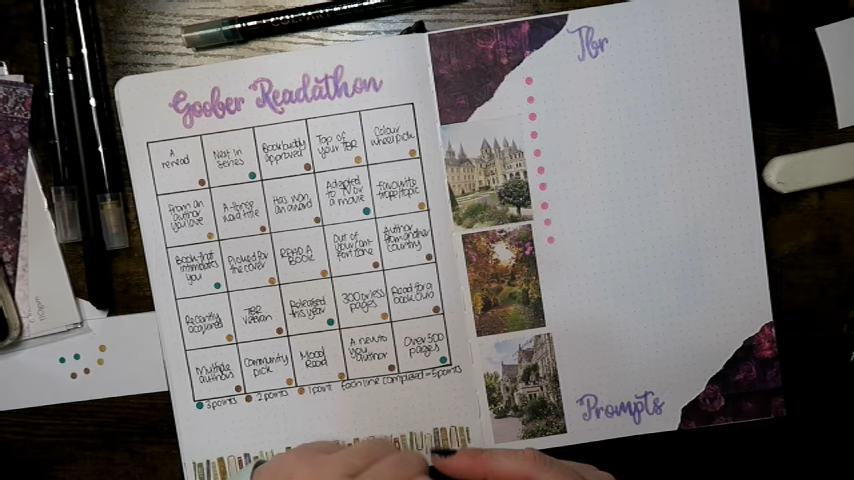 Goober Readathon
A reread
Next in series
Book buddy approved
Top of your TBR
Colour wheel pick
From an author you love
A three word title
Has won an award
Adapted to TV or a movie
Favourite trope/topic
Book that intimidates you
Picked for the cover
READ A BOOK
Out of your comfort zone
Author from another country
Recently acquired
TBR veteran
Released this year
300 or less pages
Read for a book club
Multiple authors
Community pick
Mood Read
A new to you author
Over 500 pages
3 points 2 points 1 point Each line completed = 5 points
Tbr
Prompts